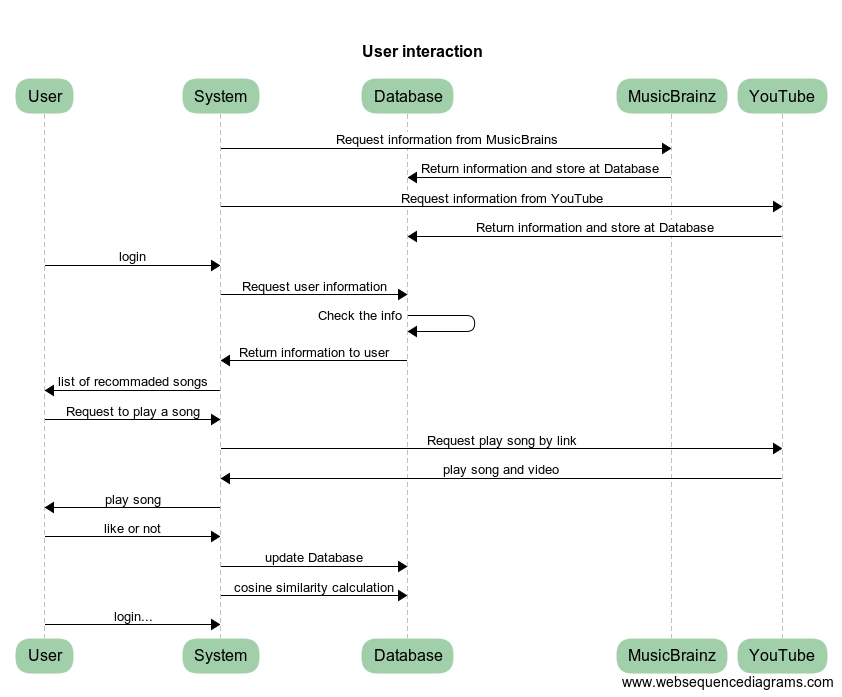 User interaction
User System Database MusicBrainz YouTube
Request information from MusicBrains
Return information and store at Database
Request information from YouTube
Return information and store at Database
login
Request user information
Check the info
Return information to user
list of recommaded songs
Request to play a song
Request play song by link
play song and video
play song
like or not
update Database
cosine similarity calculation
login...
User System Database MusicBrainz YouTube
www.websequencediagrams.com